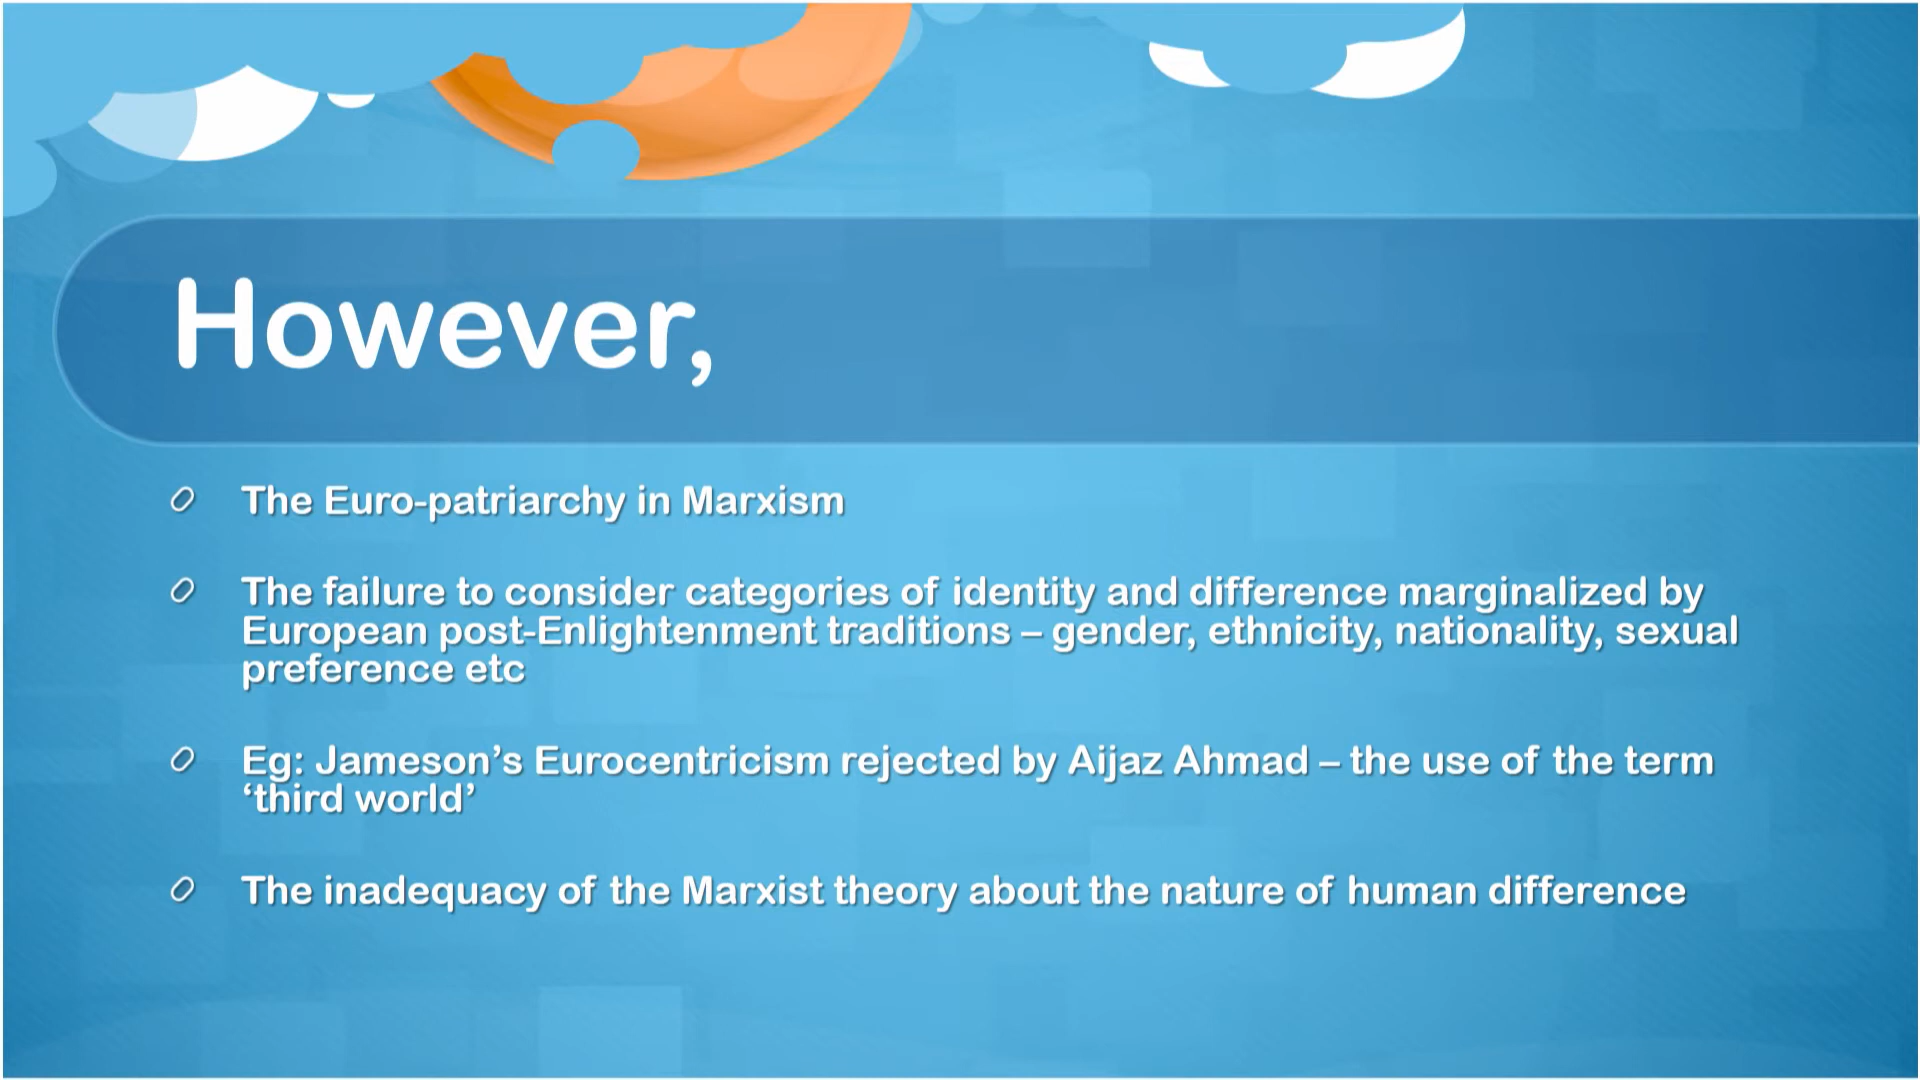 However,
The Euro-patriarchy in Marxism
The failure to consider categories of identity and difference marginalized by
European post-Enlightenment traditions – gender, ethnicity, nationality, sexual
preference etc
Eg: Jameson’s Eurocentricism rejected by Aijaz Ahmad – the use of the term
‘third world’
The inadequacy of the Marxist theory about the nature of human difference